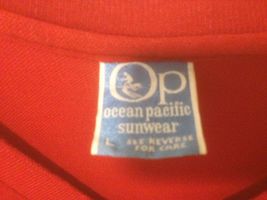 Op
ocean pacific
sunwear
L SEE REVERSE
FOR CARE